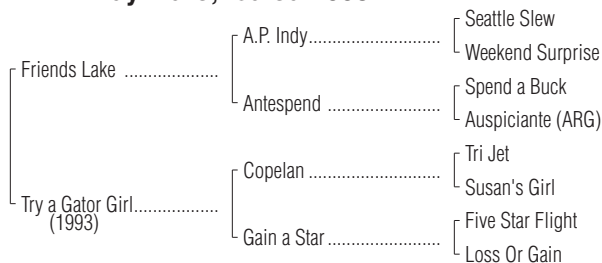 A.P. Indy
Seattle Slew
Weekend Surprise
Friends Lake
Antespend
Spend a Buck
Auspiciante (ARG)
Copelan
Tri Jet
Susan's Girl
Try a Gator Girl
(1993)
Gain a Star
Five Star Flight
Loss Or Gain